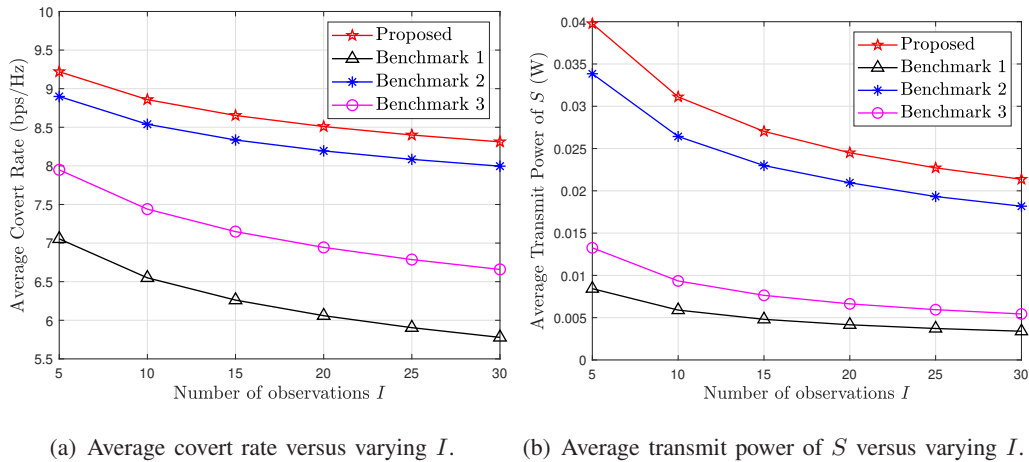 10
9.5
9
8.5
8
7.5
7
6.5
6
5.5
Average Covert Rate (bps/Hz)
Proposed
Benchmark 1
Benchmark 2
Benchmark 3
5 10 15 20 25 30
Number of observations I
(a) Average covert rate versus varying I.
0.04
0.035
0.03
0.025
0.02
0.015
0.01
0.005
0
Average Transmit Power of S (W)
Proposed
Benchmark 1
Benchmark 2
Benchmark 3
5 10 15 20 25 30
Number of observations I
(b) Average transmit power of S versus varying I.